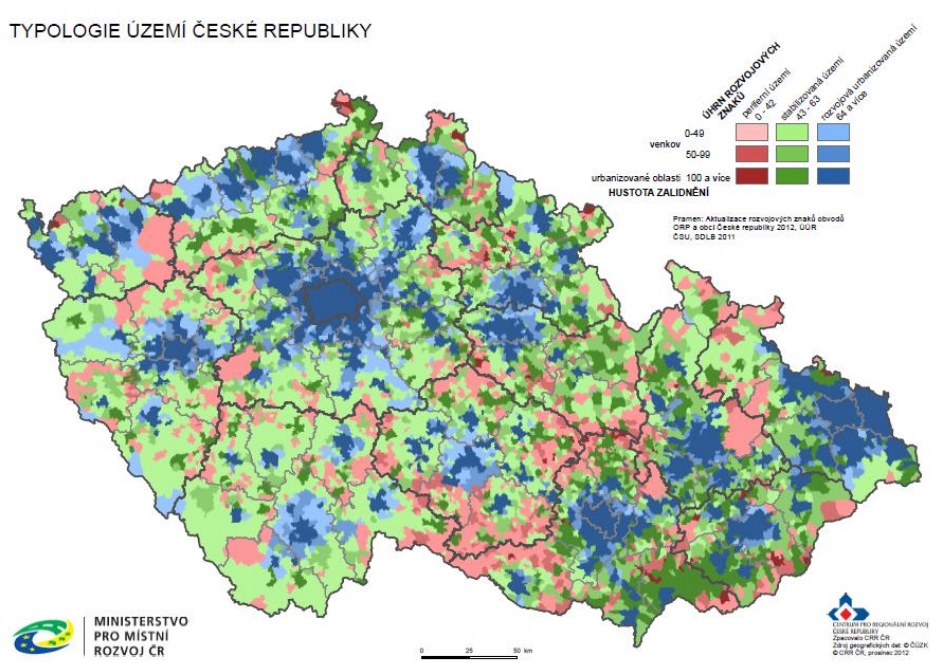 TYPOLOGIE ÚZEMÍ ČESKÉ REPUBLIKY
ÚHRN ROZVOJOVÝCH
ZNAKŮ
periferní území
0 - 42
stabilizovaná území
43 - 63
rozvojová urbanizovaná území
64 a více
venkov
0-49
50-99
urbanizované oblasti 100 a více
HUSTOTA ZALIDNĚNÍ
Pramen: Aktualizace rozvojových znaků obvodů
ORP a obcí České republiky 2012, ÚÚR
ČSÚ, SDLB 2011
MINISTERSTVO
PRO MÍSTNÍ
ROZVOJ ČR
0 25 50 km
CENTRUM PRO REGIONÁLNÍ ROZVOJ
ČESKÉ REPUBLIKY
Zpracovalo CRR ČR
Zdroj geografických dat: © ČÚZK
© CRR ČR, prosinec 2012